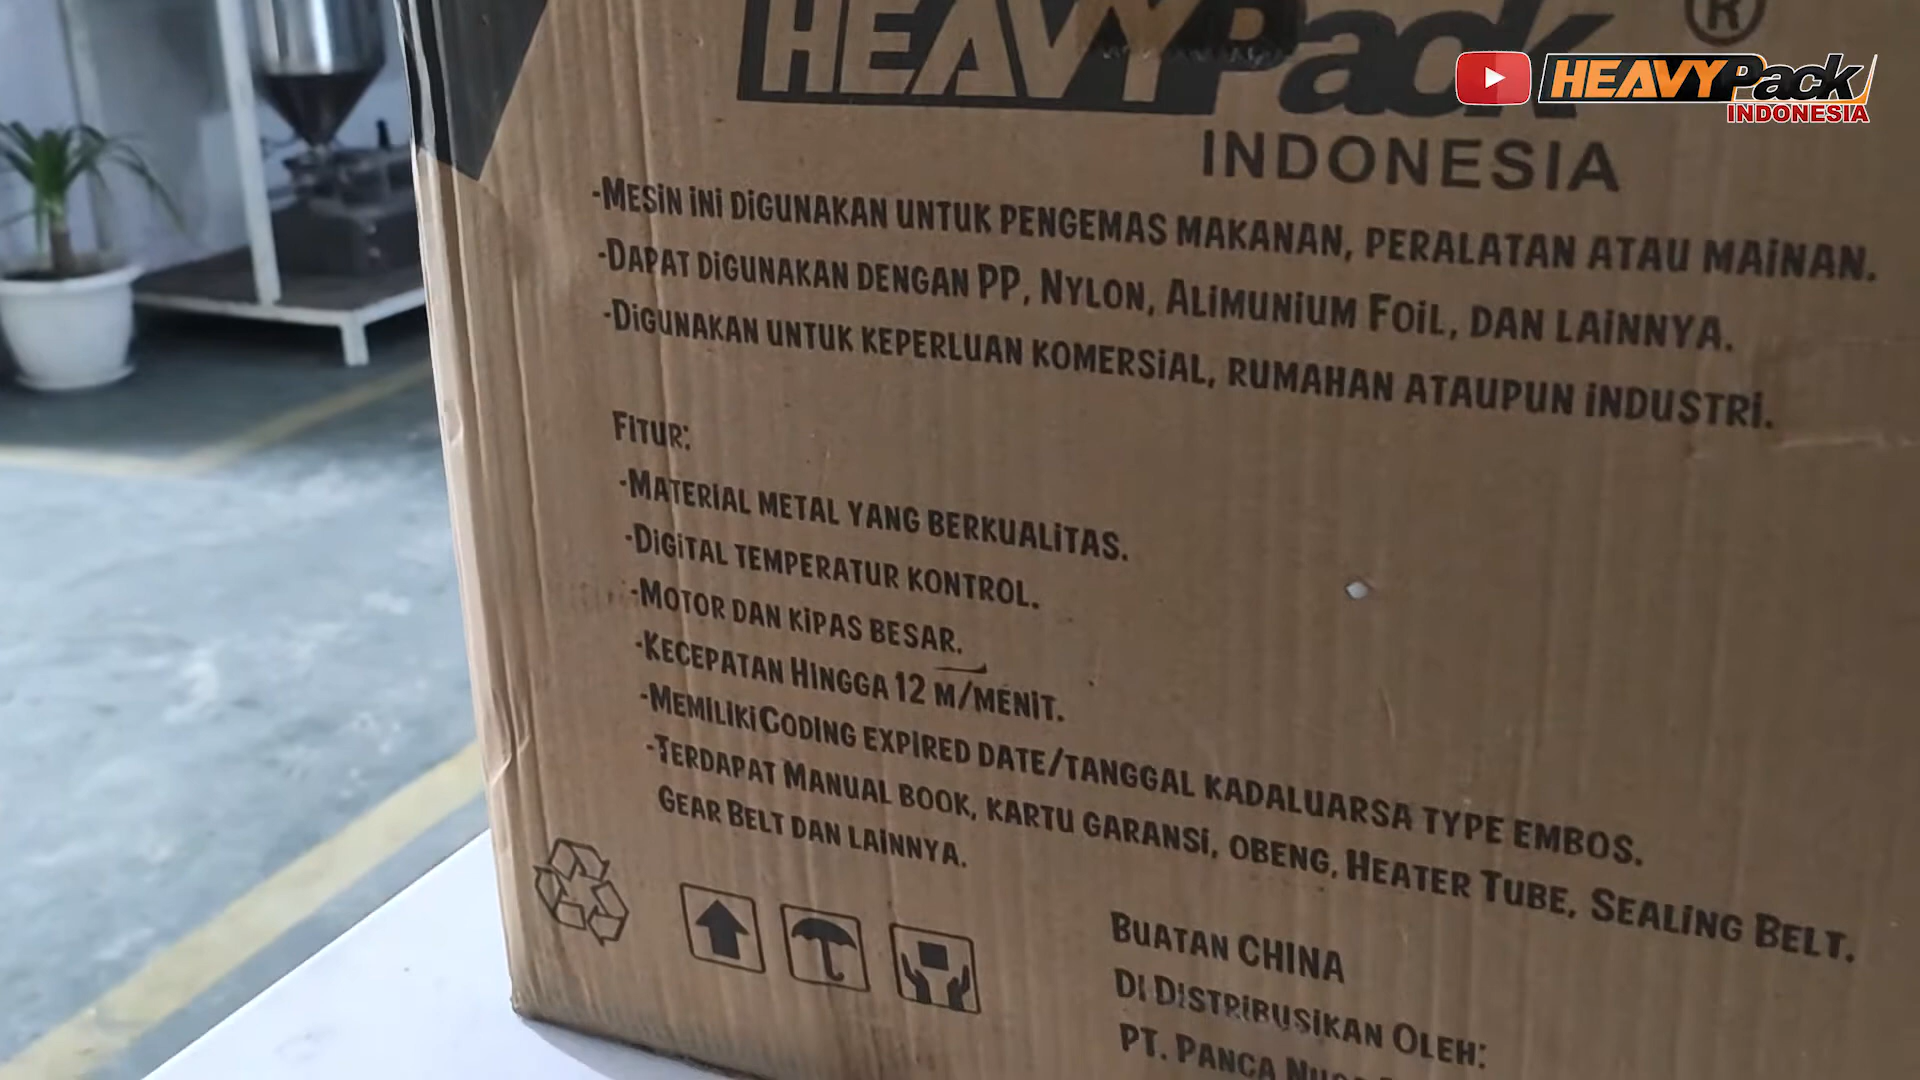 HEAVYPack ®
HEAVYPack
INDONESIA
INDONESIA
-MESIN INI DIGUNAKAN UNTUK PENGEMAS MAKANAN, PERALATAN ATAU MAINAN.
-DAPAT DIGUNAKAN DENGAN PP, NYLON, ALIMUNIUM FOIL, DAN LAINNYA.
-DIGUNAKAN UNTUK KEPERLUAN KOMERSIAL, RUMAHAN ATAUPUN INDUSTRI.
FITUR:
-MATERIAL METAL YANG BERKUALITAS.
-DIGITAL TEMPERATUR KONTROL.
-MOTOR DAN KIPAS BESAR.
-KECEPATAN HINGGA 12 M/MENIT.
-MEMILIKI CODING EXPIRED DATE/TANGGAL KADALUARSA TYPE EMBOS.
-TERDAPAT MANUAL BOOK, KARTU GARANSI, OBENG, HEATER TUBE, SEALING BELT.
GEAR BELT DAN LAINNYA.
BUATAN CHINA
DI DISTRIBUSIKAN OLEH:
PT. PANCA